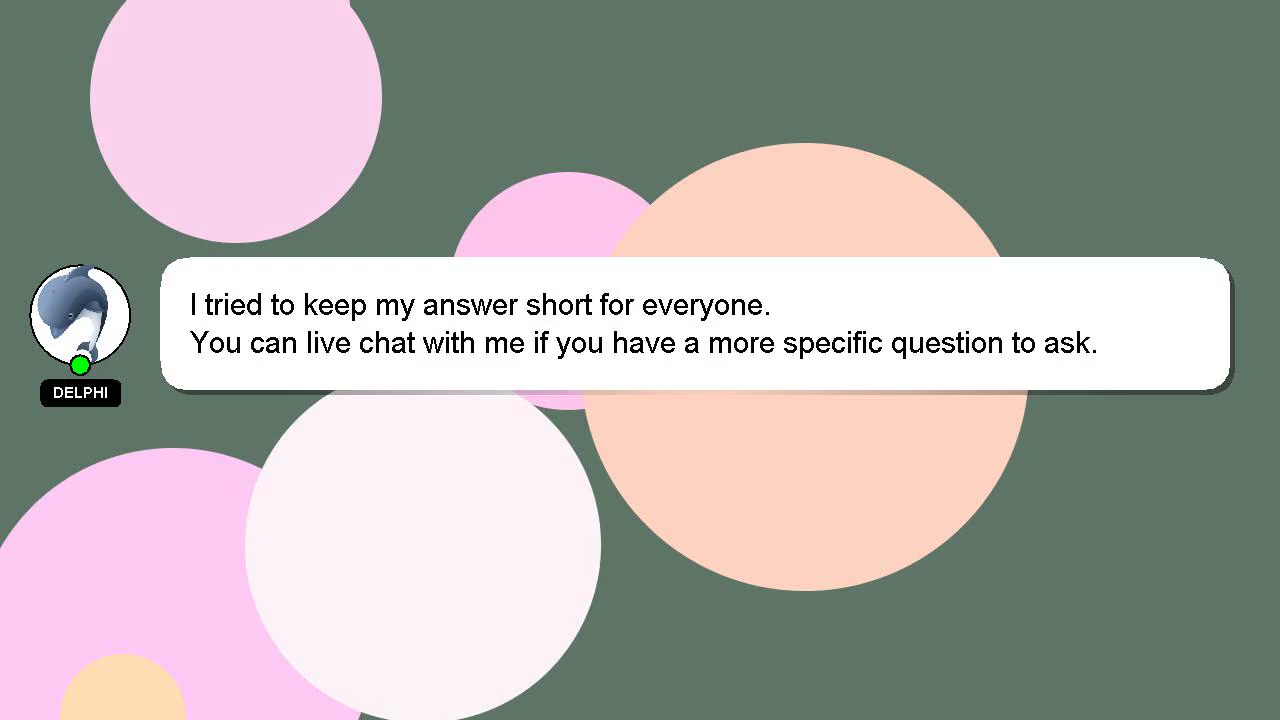 I tried to keep my answer short for everyone.
You can live chat with me if you have a more specific question to ask.
DELPHI